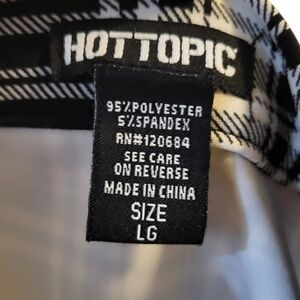 HOTTOPIC
95%POLYESTER
5%SPANDEX
RN#120684
SEE CARE
ON REVERSE
MADE IN CHINA
SIZE
LG